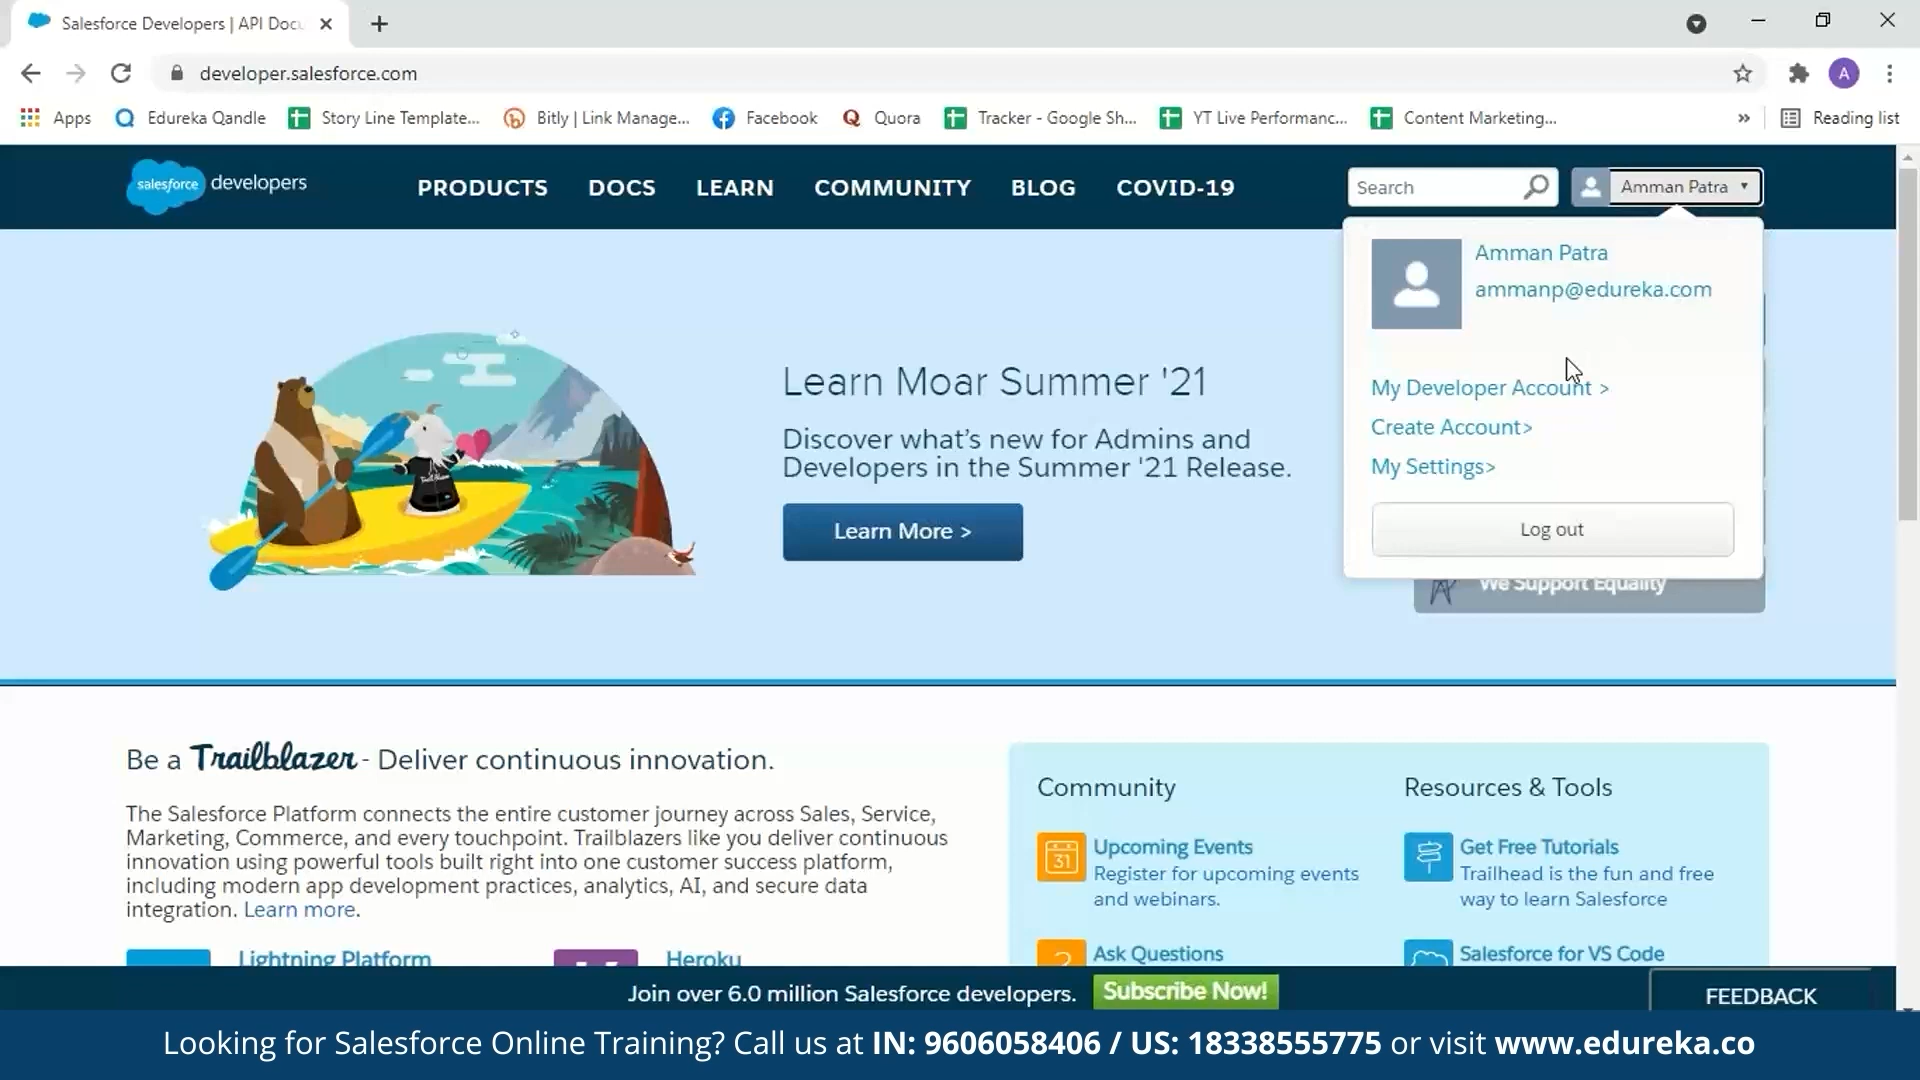 Salesforce Developers | API Docu
developer.salesforce.com
A
Apps
Edureka Qandle
Story Line Template...
Bitly | Link Manage...
Facebook
Quora
Tracker - Google Sh...
YT Live Performanc...
Content Marketing...
»
Reading list
salesforce developers
PRODUCTS
DOCS
LEARN
COMMUNITY
BLOG
COVID-19
Search
Amman Patra
Amman Patra
ammanp@edureka.com
My Developer Account >
Create Account>
My Settings>
Log out
We Support Equality
Learn Moar Summer '21
Discover what's new for Admins and
Developers in the Summer '21 Release.
Learn More >
Be a Trailblazer - Deliver continuous innovation.
The Salesforce Platform connects the entire customer journey across Sales, Service,
Marketing, Commerce, and every touchpoint. Trailblazers like you deliver continuous
innovation using powerful tools built right into one customer success platform,
including modern app development practices, analytics, AI, and secure data
integration. Learn more.
Lightning Platform
Heroku
Community
31
Upcoming Events
Register for upcoming events
and webinars.
?
Ask Questions
Resources & Tools
Get Free Tutorials
Trailhead is the fun and free
way to learn Salesforce
Salesforce for VS Code
Join over 6.0 million Salesforce developers.
Subscribe Now!
FEEDBACK
Looking for Salesforce Online Training? Call us at IN: 9606058406 / US: 18338555775 or visit www.edureka.co